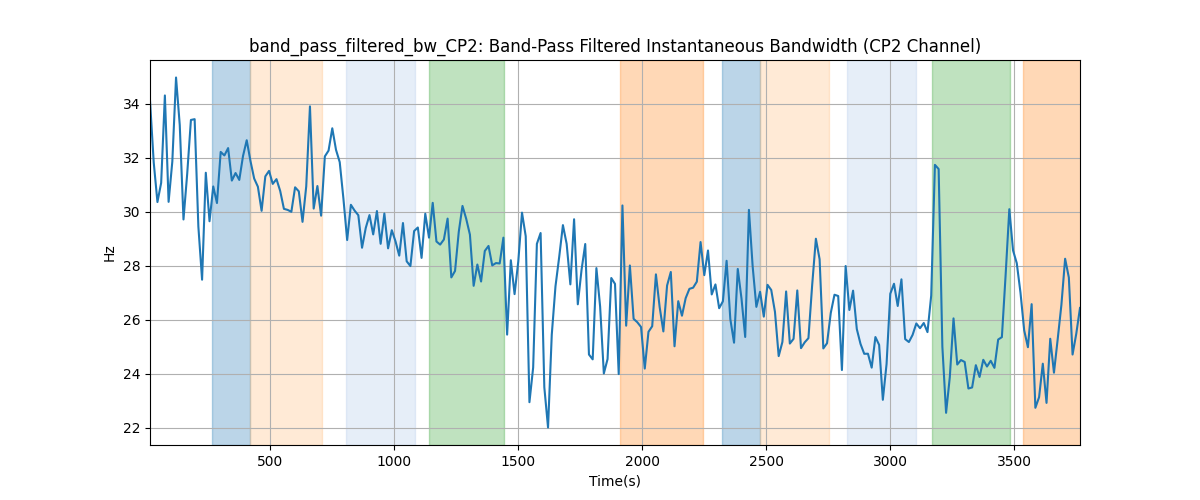 band_pass_filtered_bw_CP2: Band-Pass Filtered Instantaneous Bandwidth (CP2 Channel)
Hz
34
32
30
28
26
24
22
500 1000 1500 2000 2500 3000 3500
Time(s)